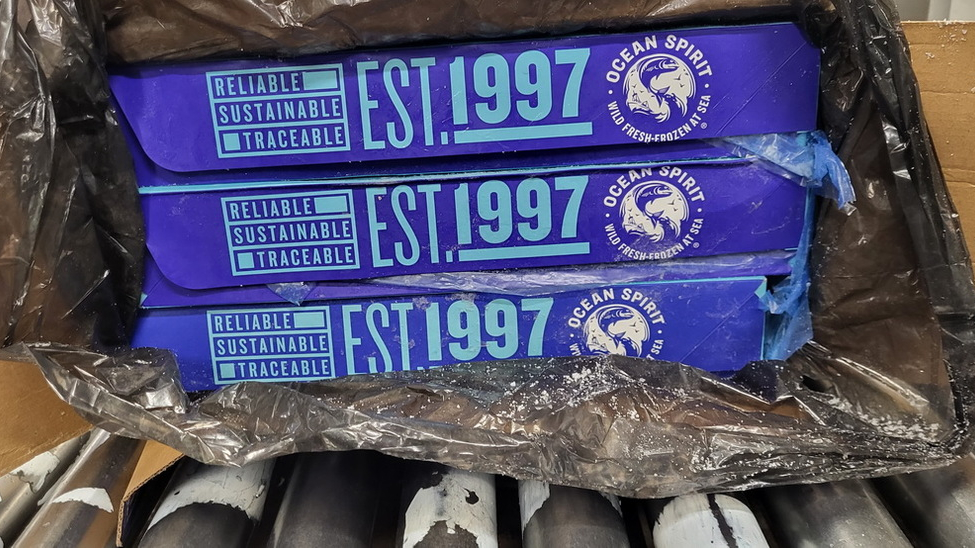 RELIABLE
SUSTAINABLE
TRACEABLE
EST. 1997
OCEAN SPIRIT
WILD FRESH-FROZEN AT SEA
®
RELIABLE
SUSTAINABLE
TRACEABLE
EST. 1997
OCEAN SPIRIT
WILD FRESH-FROZEN AT SEA
®
RELIABLE
SUSTAINABLE
TRACEABLE
EST. 1997
OCEAN SPIRIT
SEA